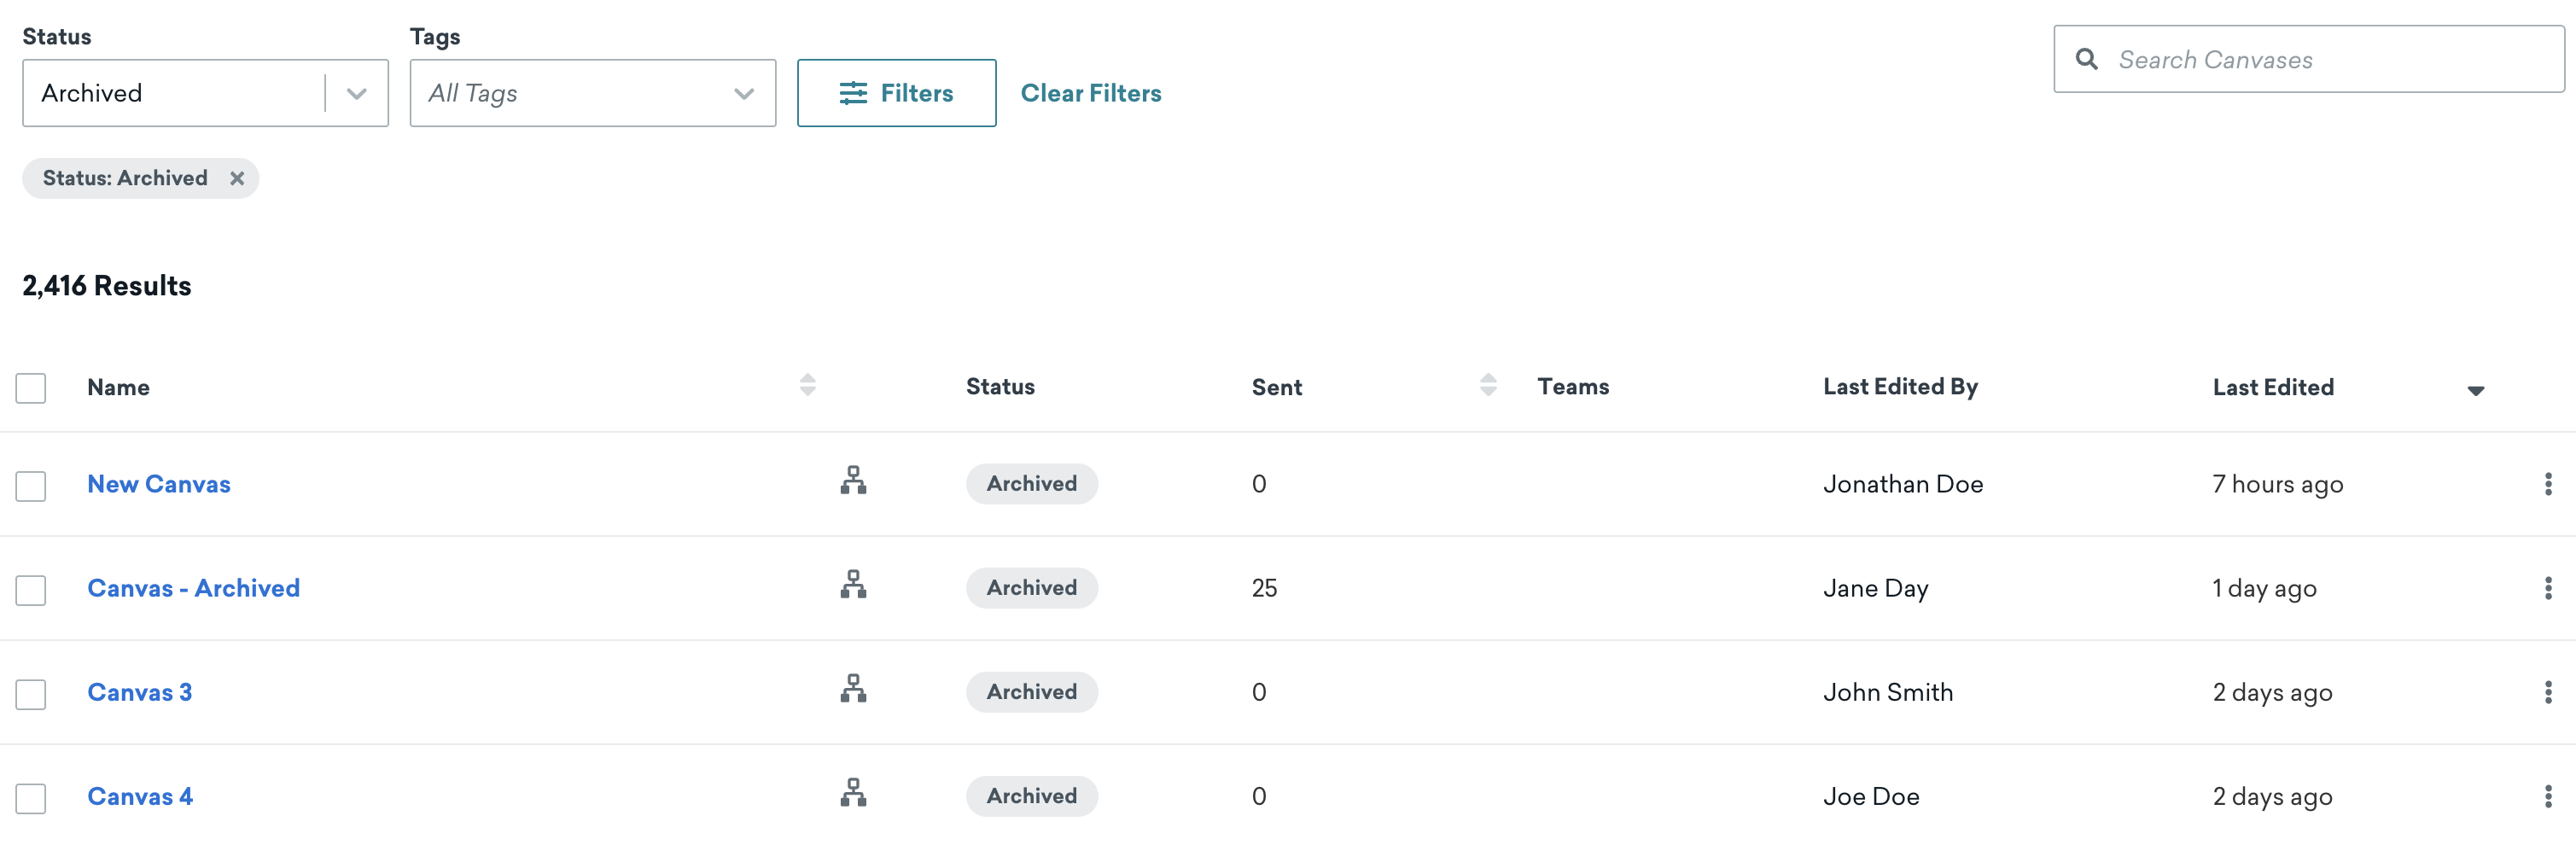 Status Tags
Archived All Tags Filters Clear Filters Search Canvases
Status: Archived
2,416 Results
Name Status Sent Teams Last Edited By Last Edited
New Canvas Archived 0 Jonathan Doe 7 hours ago
Canvas - Archived Archived 25 Jane Day 1 day ago
Canvas 3 Archived 0 John Smith 2 days ago
Canvas 4 Archived 0 Joe Doe 2 days ago